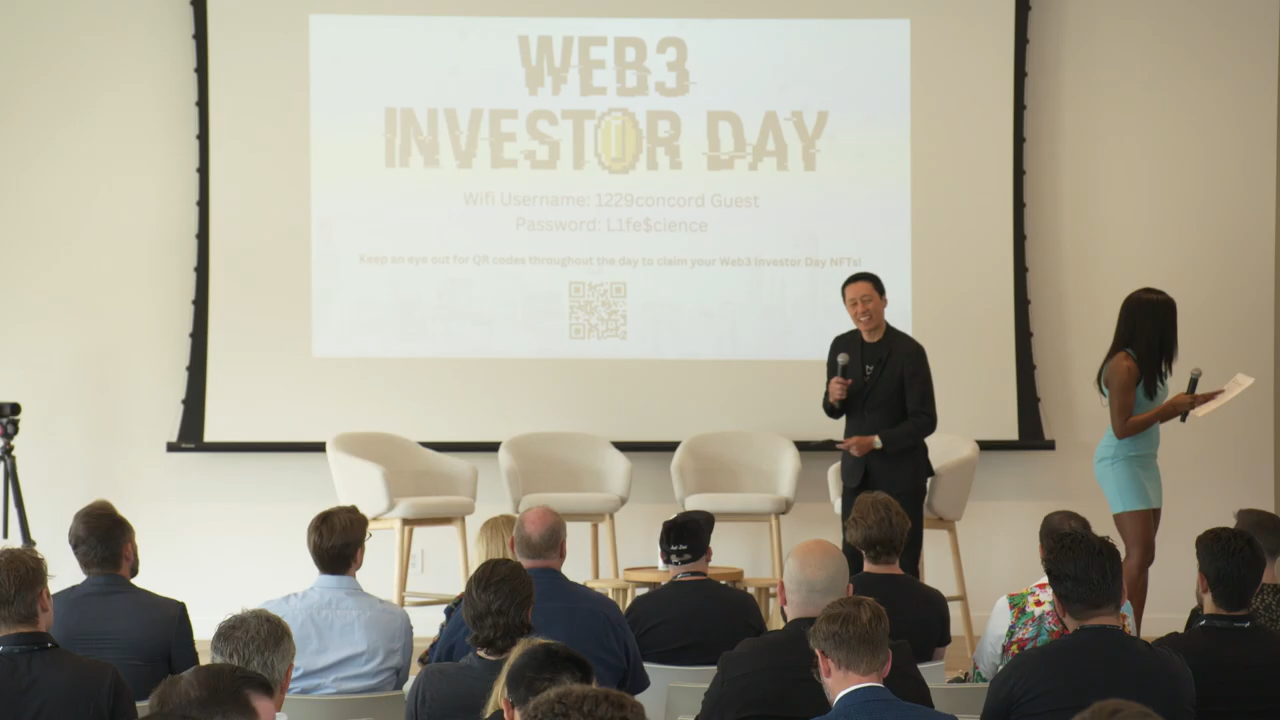 WEB3
INVESTOR DAY
Wifi Username: 1229concord Guest
Password: L1fe$cience
Keep an eye out for QR codes throughout the day to claim your Web3 Investor Day NFTs!